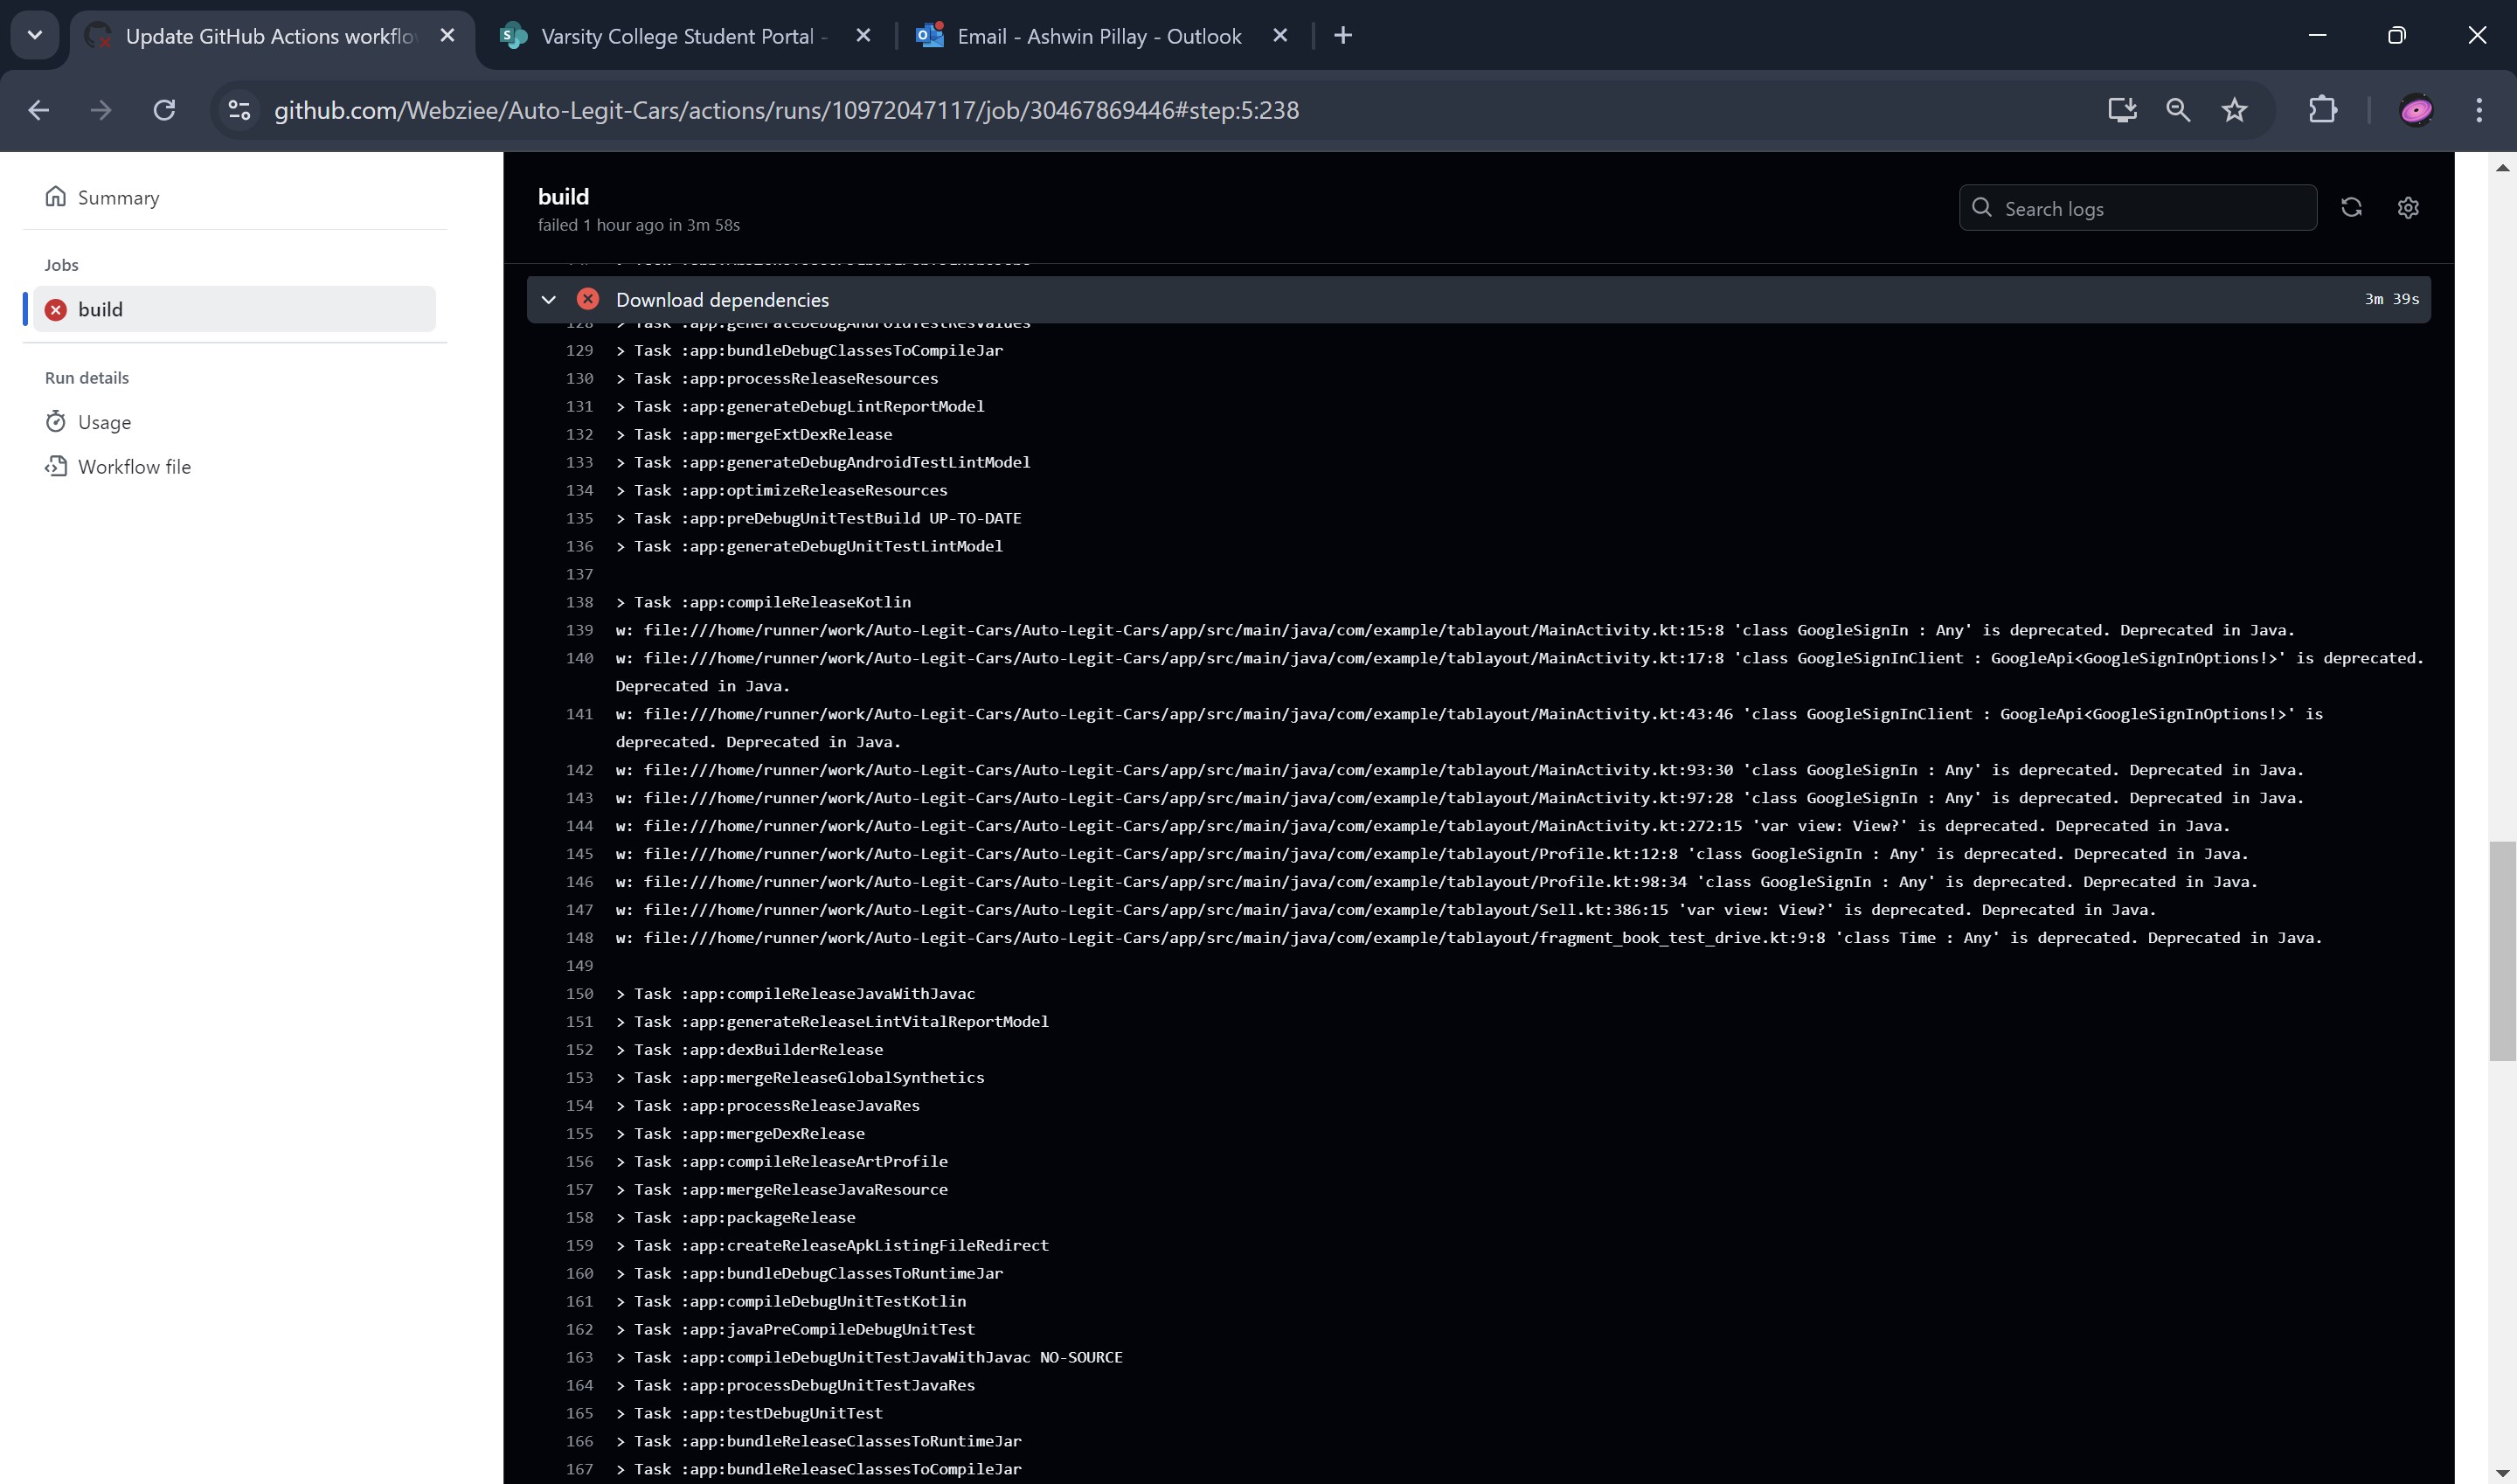 Update GitHub Actions workflo
Varsity College Student Portal -
Email - Ashwin Pillay - Outlook
github.com/Webziee/Auto-Legit-Cars/actions/runs/10972047117/job/30467869446#step:5:238
Summary
Jobs
build
Run details
Usage
Workflow file
build
failed 1 hour ago in 3m 58s
Search logs
Download dependencies
3m 39s
128 > Task :app:generateDebugAndroidTestResValues
129 > Task :app:bundleDebugClassesToCompileJar
130 > Task :app:processReleaseResources
131 > Task :app:generateDebugLintReportModel
132 > Task :app:mergeExtDexRelease
133 > Task :app:generateDebugAndroidTestLintModel
134 > Task :app:optimizeReleaseResources
135 > Task :app:preDebugUnitTestBuild UP-TO-DATE
136 > Task :app:generateDebugUnitTestLintModel
137
138 > Task :app:compileReleaseKotlin
139 w: file:///home/runner/work/Auto-Legit-Cars/Auto-Legit-Cars/app/src/main/java/com/example/tablayout/MainActivity.kt:15:8 'class GoogleSignIn : Any' is deprecated. Deprecated in Java.
140 w: file:///home/runner/work/Auto-Legit-Cars/Auto-Legit-Cars/app/src/main/java/com/example/tablayout/MainActivity.kt:17:8 'class GoogleSignInClient : GoogleApi<GoogleSignInOptions!>' is deprecated.
Deprecated in Java.
141 w: file:///home/runner/work/Auto-Legit-Cars/Auto-Legit-Cars/app/src/main/java/com/example/tablayout/MainActivity.kt:43:46 'class GoogleSignInClient : GoogleApi<GoogleSignInOptions!>' is
deprecated. Deprecated in Java.
142 w: file:///home/runner/work/Auto-Legit-Cars/Auto-Legit-Cars/app/src/main/java/com/example/tablayout/MainActivity.kt:93:30 'class GoogleSignIn : Any' is deprecated. Deprecated in Java.
143 w: file:///home/runner/work/Auto-Legit-Cars/Auto-Legit-Cars/app/src/main/java/com/example/tablayout/MainActivity.kt:97:28 'class GoogleSignIn : Any' is deprecated. Deprecated in Java.
144 w: file:///home/runner/work/Auto-Legit-Cars/Auto-Legit-Cars/app/src/main/java/com/example/tablayout/MainActivity.kt:272:15 'var view: View?' is deprecated. Deprecated in Java.
145 w: file:///home/runner/work/Auto-Legit-Cars/Auto-Legit-Cars/app/src/main/java/com/example/tablayout/Profile.kt:12:8 'class GoogleSignIn : Any' is deprecated. Deprecated in Java.
146 w: file:///home/runner/work/Auto-Legit-Cars/Auto-Legit-Cars/app/src/main/java/com/example/tablayout/Profile.kt:98:34 'class GoogleSignIn : Any' is deprecated. Deprecated in Java.
147 w: file:///home/runner/work/Auto-Legit-Cars/Auto-Legit-Cars/app/src/main/java/com/example/tablayout/Sell.kt:386:15 'var view: View?' is deprecated. Deprecated in Java.
148 w: file:///home/runner/work/Auto-Legit-Cars/Auto-Legit-Cars/app/src/main/java/com/example/tablayout/fragment_book_test_drive.kt:9:8 'class Time : Any' is deprecated. Deprecated in Java.
149
150 > Task :app:compileReleaseJavaWithJavac
151 > Task :app:generateReleaseLintVitalReportModel
152 > Task :app:dexBuilderRelease
153 > Task :app:mergeReleaseGlobalSynthetics
154 > Task :app:processReleaseJavaRes
155 > Task :app:mergeDexRelease
156 > Task :app:compileReleaseArtProfile
157 > Task :app:mergeReleaseJavaResource
158 > Task :app:packageRelease
159 > Task :app:createReleaseApkListingFileRedirect
160 > Task :app:bundleDebugClassesToRuntimeJar
161 > Task :app:compileDebugUnitTestKotlin
162 > Task :app:javaPreCompileDebugUnitTest
163 > Task :app:compileDebugUnitTestJavaWithJavac NO-SOURCE
164 > Task :app:processDebugUnitTestJavaRes
165 > Task :app:testDebugUnitTest
166 > Task :app:bundleReleaseClassesToRuntimeJar
167 > Task :app:bundleReleaseClassesToCompileJar